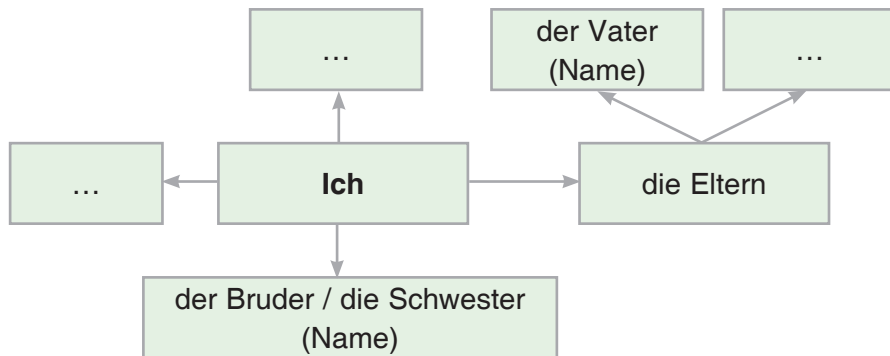 …
der Vater
(Name)
…
…
Ich
die Eltern
der Bruder / die Schwester
(Name)